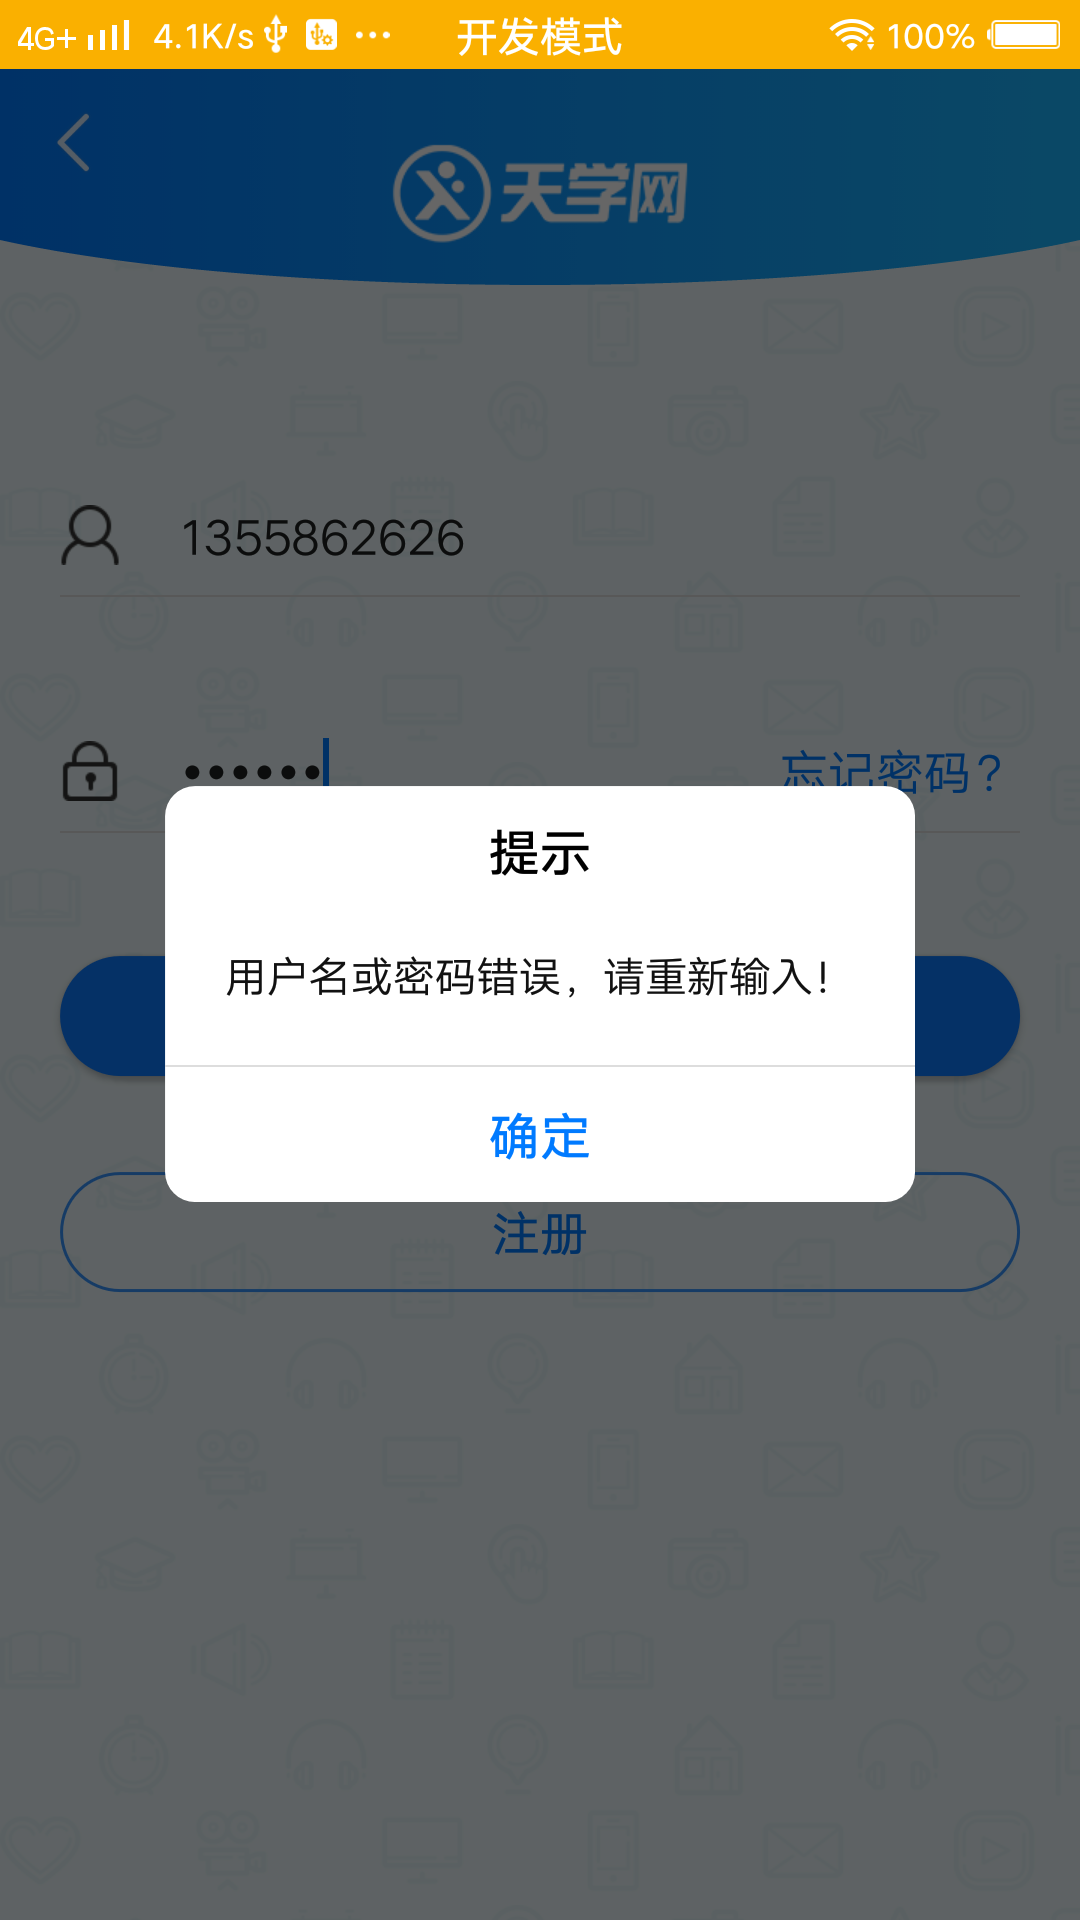 4G+ 4.1K/s 开发模式 100%
天学网
1355862626
忘记密码?
提示
用户名或密码错误，请重新输入!
确定
注册